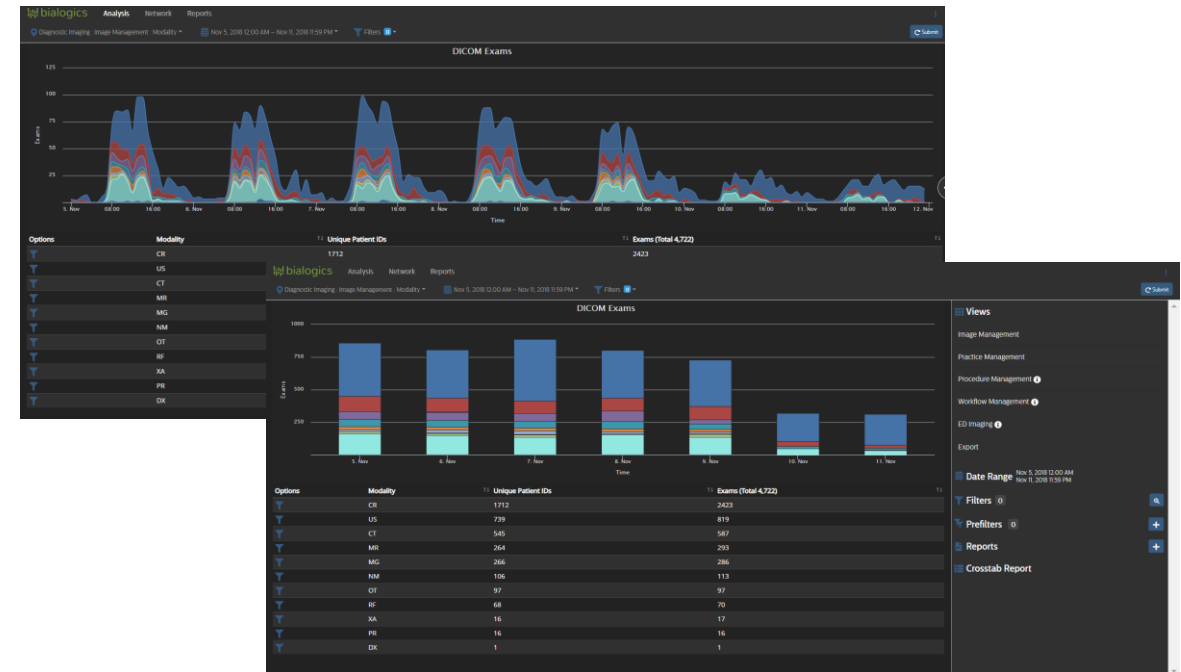 bialogics Analysis Network Reports
Diagnostic Imaging : Image Management : Modality Nov 5, 2018 12:00 AM – Nov 11, 2018 11:59 PM Filters 0 Submit
DICOM Exams
125
100
75
50
25
Exams
5. Nov 08:00 16:00 6. Nov 08:00 16:00 7. Nov 08:00 16:00 8. Nov 08:00 16:00 9. Nov 08:00 16:00 10. Nov 08:00 16:00 11. Nov 08:00 16:00 12. Nov
Time
Options Modality Unique Patient IDs Exams (Total 4,722)
CR 1712 2423
US
CT
MR
MG
NM
OT
RF
XA
PR
DX
bialogics Analysis Network Reports
Diagnostic Imaging : Image Management : Modality Nov 5, 2018 12:00 AM – Nov 11, 2018 11:59 PM Filters 0 Submit
DICOM Exams
1000
750
500
250
Exams
5. Nov 6. Nov 7. Nov 8. Nov 9. Nov 10. Nov 11. Nov
Time
Options Modality Unique Patient IDs Exams (Total 4,722)
CR 1712 2423
US 739 819
CT 545 587
MR 264 293
MG 266 286
NM 106 113
OT 97 97
RF 68 70
XA 16 17
PR 16 16
DX 1 1
Views
Image Management
Practice Management
Procedure Management
Workflow Management
ED Imaging
Export
Date Range Nov 5, 2018 12:00 AM
Nov 11, 2018 11:59 PM
Filters 0
Prefilters 0
Reports
Crosstab Report